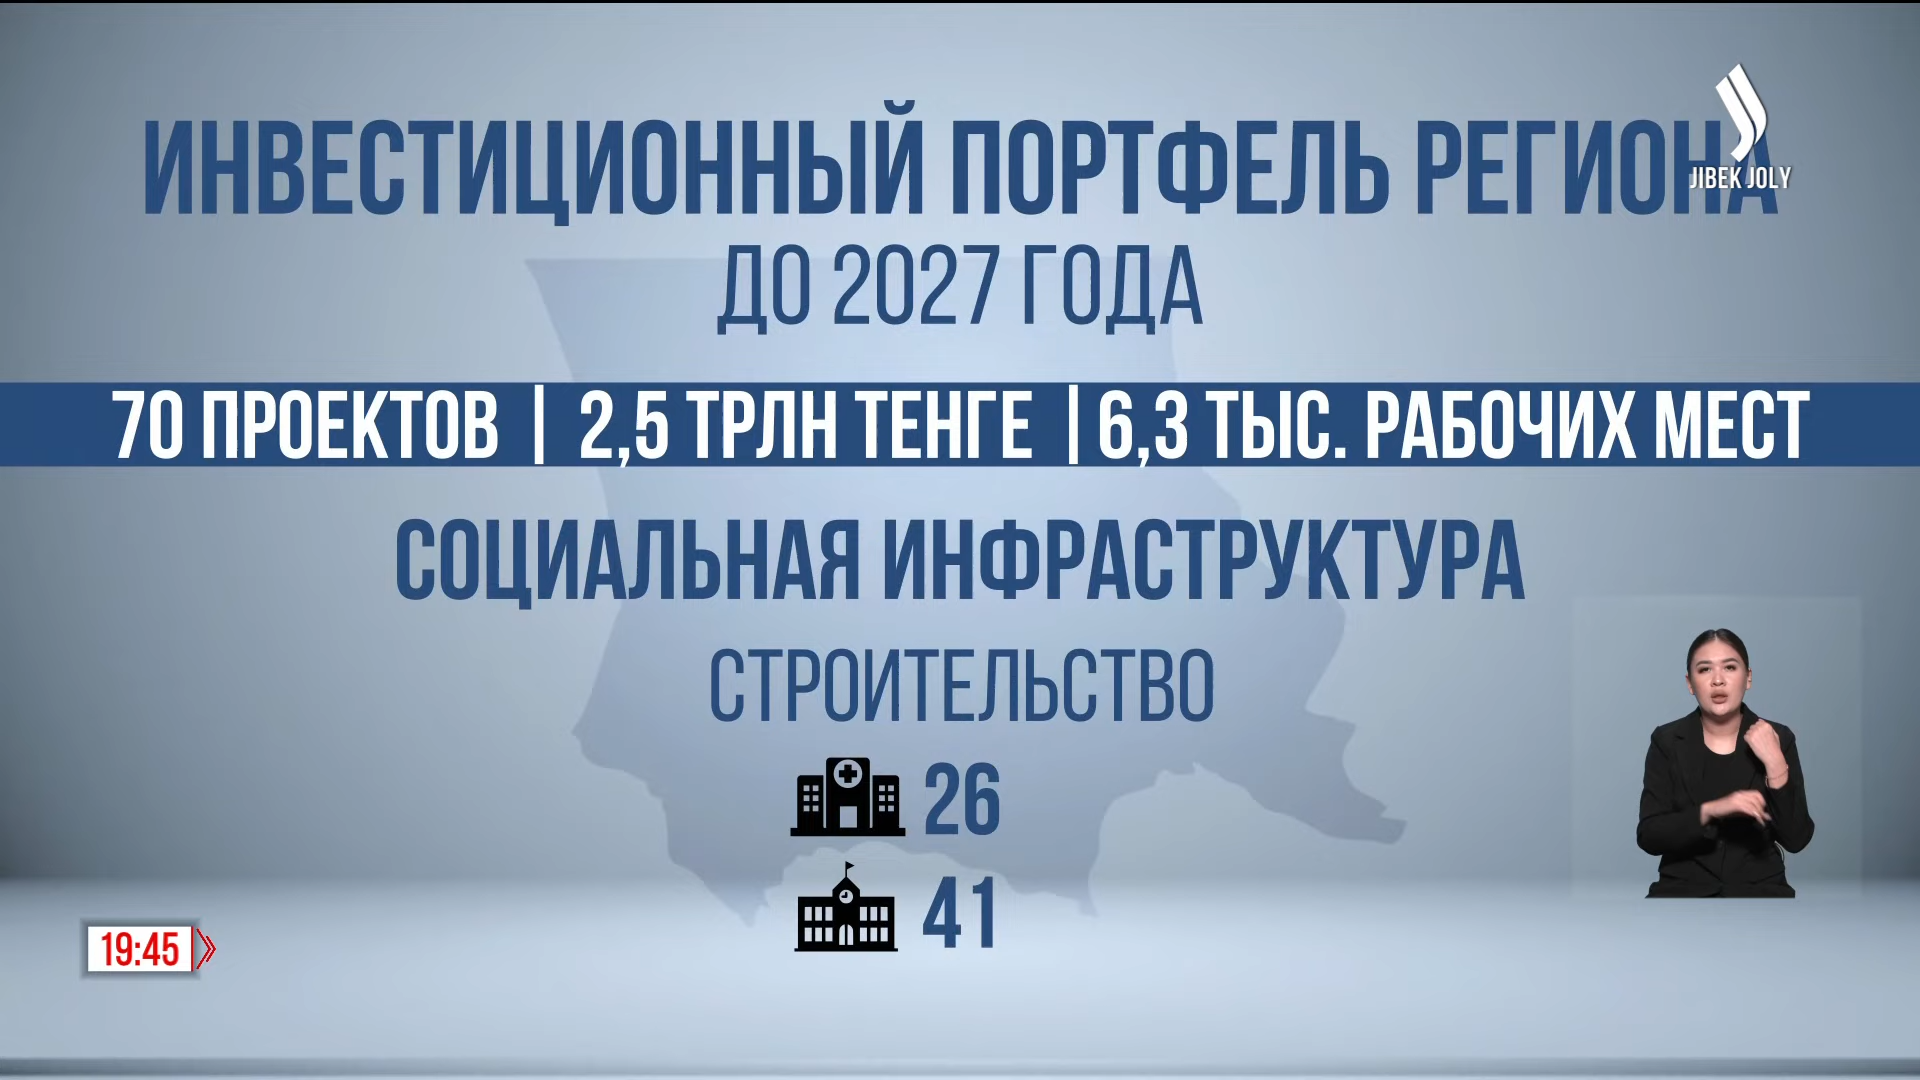 ИНВЕСТИЦИОННЫЙ ПОРТФЕЛЬ РЕГИОНА
JIBEK JOLY
ДО 2027 ГОДА
70 ПРОЕКТОВ | 2,5 ТРЛН ТЕНГЕ | 6,3 ТЫС. РАБОЧИХ МЕСТ
СОЦИАЛЬНАЯ ИНФРАСТРУКТУРА
СТРОИТЕЛЬСТВО
26
41
19:45